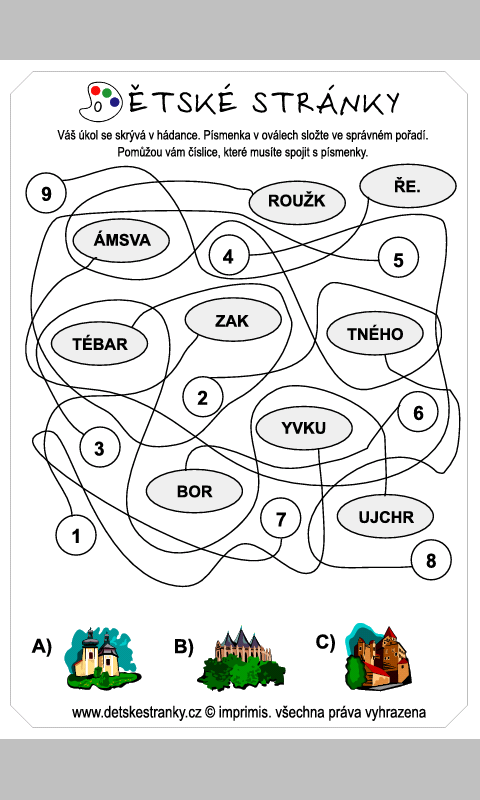 DĚTSKÉ STRÁNKY
Váš úkol se skrývá v hádance. Písmenka v oválech složte ve správném pořadí.
Pomůžou vám číslice, které musíte spojit s písmenky.
9
ROUŽK
ŘE.
ÁMSVA
4
5
ZAK
TÉBAR
TNÉHO
2
6
YVKU
3
BOR
7
UJCHR
1
8
A)
B)
C)
www.detskestranky.cz © imprimis. všechna práva vyhrazena